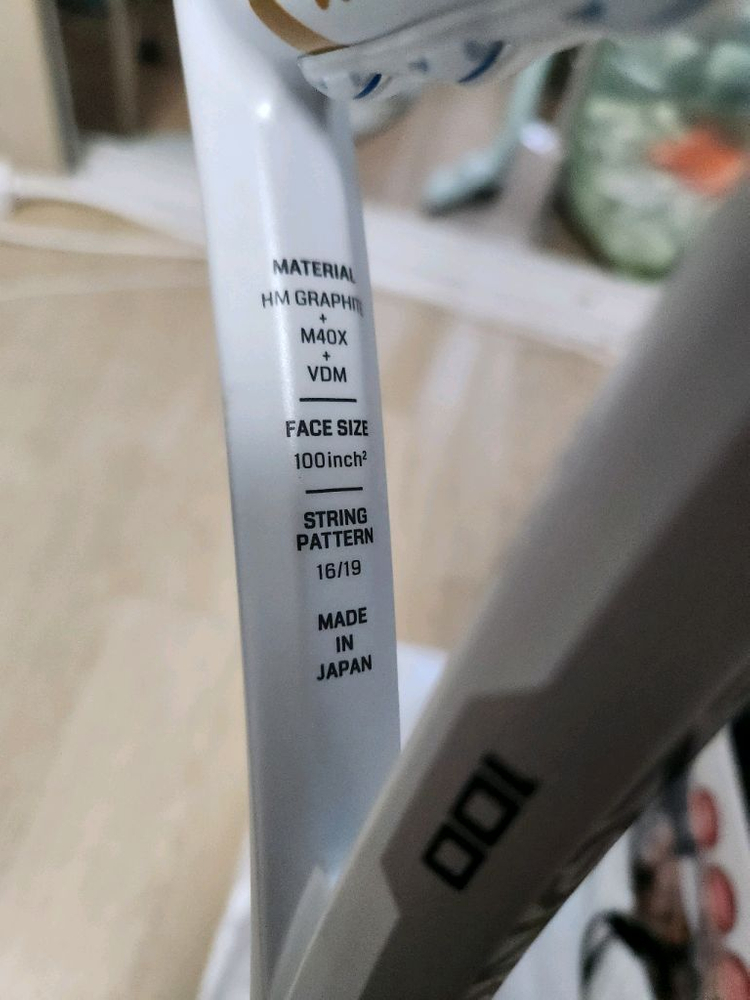 MATERIAL
HM GRAPHITE
+
M40X
+
VDM
FACE SIZE
100inch²
STRING
PATTERN
16/19
MADE
IN
JAPAN
100